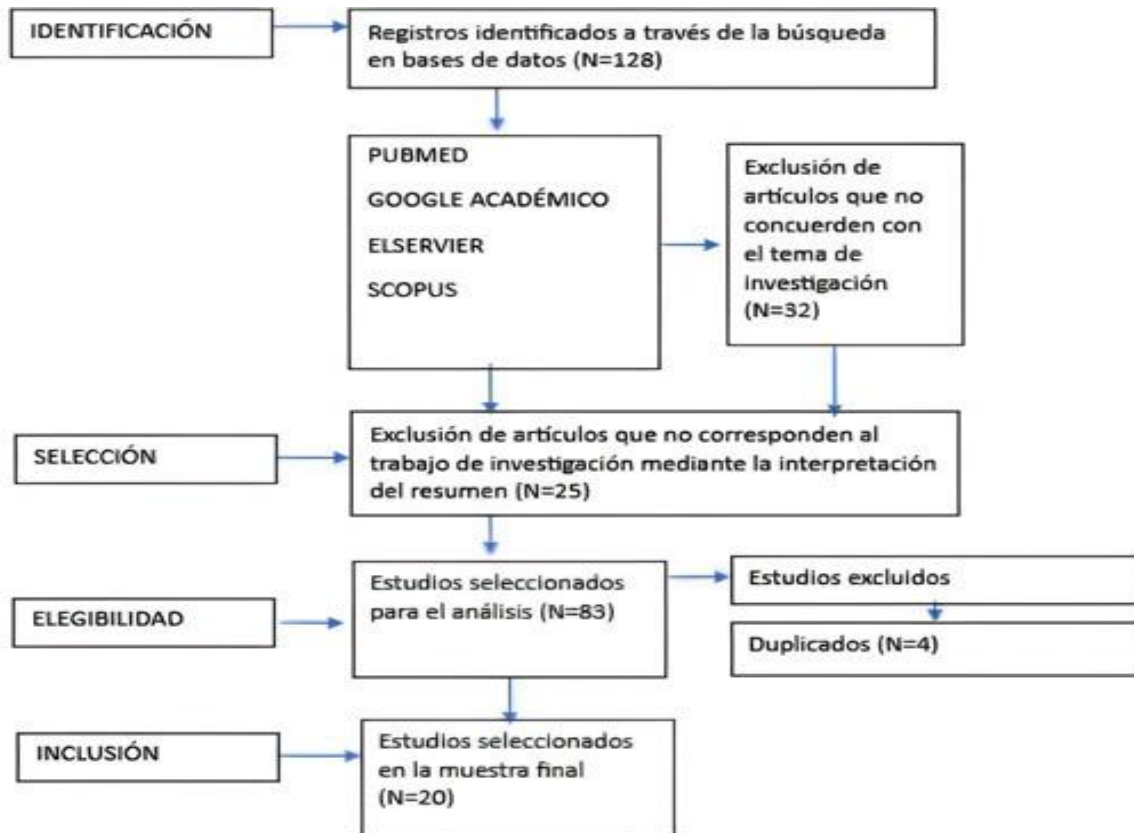 IDENTIFICACIÓN
Registros identificados a través de la búsqueda
en bases de datos (N=128)
PUBMED
GOOGLE ACADÉMICO
ELSERVIER
SCOPUS
Exclusión de
artículos que no
concuerden con
el tema de
investigación
(N=32)
SELECCIÓN
Exclusión de artículos que no corresponden al
trabajo de investigación mediante la interpretación
del resumen (N=25)
ELEGIBILIDAD
Estudios seleccionados
para el análisis (N=83)
Estudios excluidos
Duplicados (N=4)
INCLUSIÓN
Estudios seleccionados
en la muestra final
(N=20)